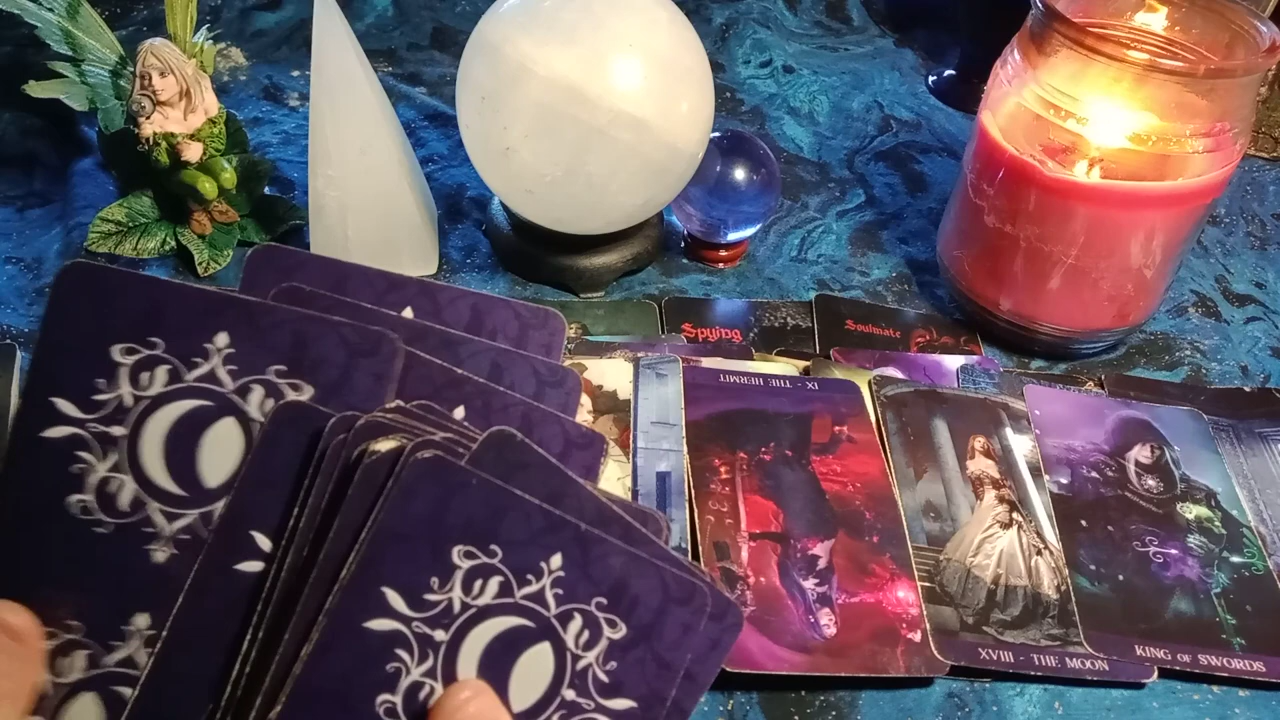 Spying
Soulmate
IX - THE HERMIT
XVIII - THE MOON
KING OF SWORDS